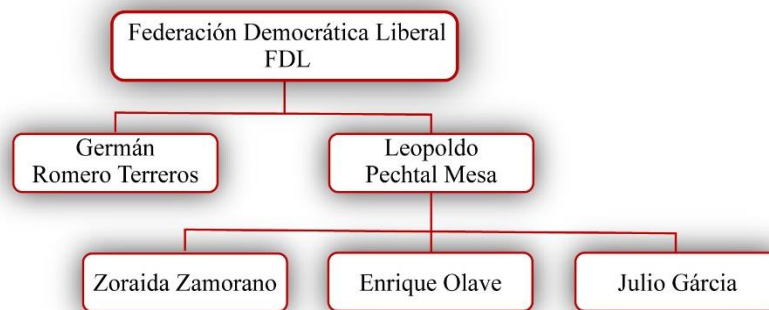 Federación Democrática Liberal
FDL
Germán
Romero Terreros
Leopoldo
Pechtal Mesa
Zoraida Zamorano
Enrique Olave
Julio Gárcia